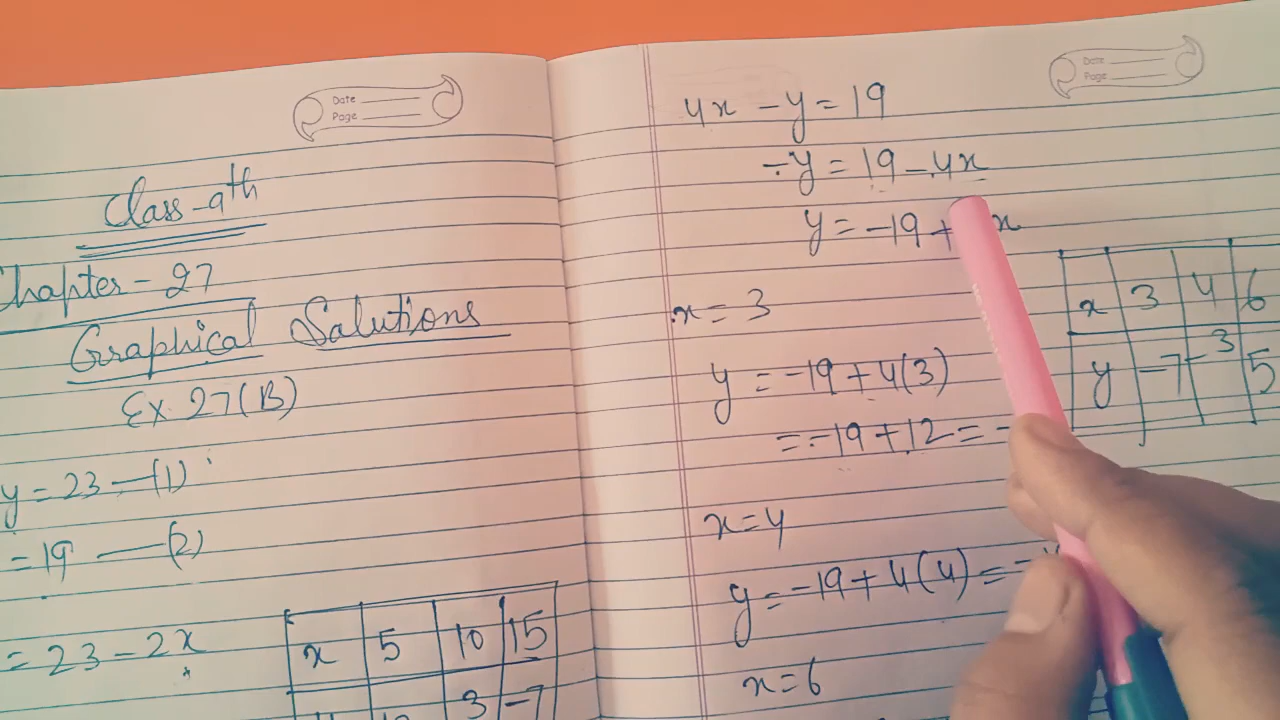 Date
Page
Class-9th
Chapter-27
Graphical Solutions
Ex 27(B)
y = 23 —(1)
= 19 —(2)
= 23 - 2x
x 5 10 15
3 -7
Date
Page
4x - y = 19
-y = 19 - 4x
y = -19 + x
x = 3
y = -19 + 4(3)
= -19 + 12 = -
x = 4
y = -19 + 4(4) = -
x = 6
x 3 4 6
y -7 -3 5